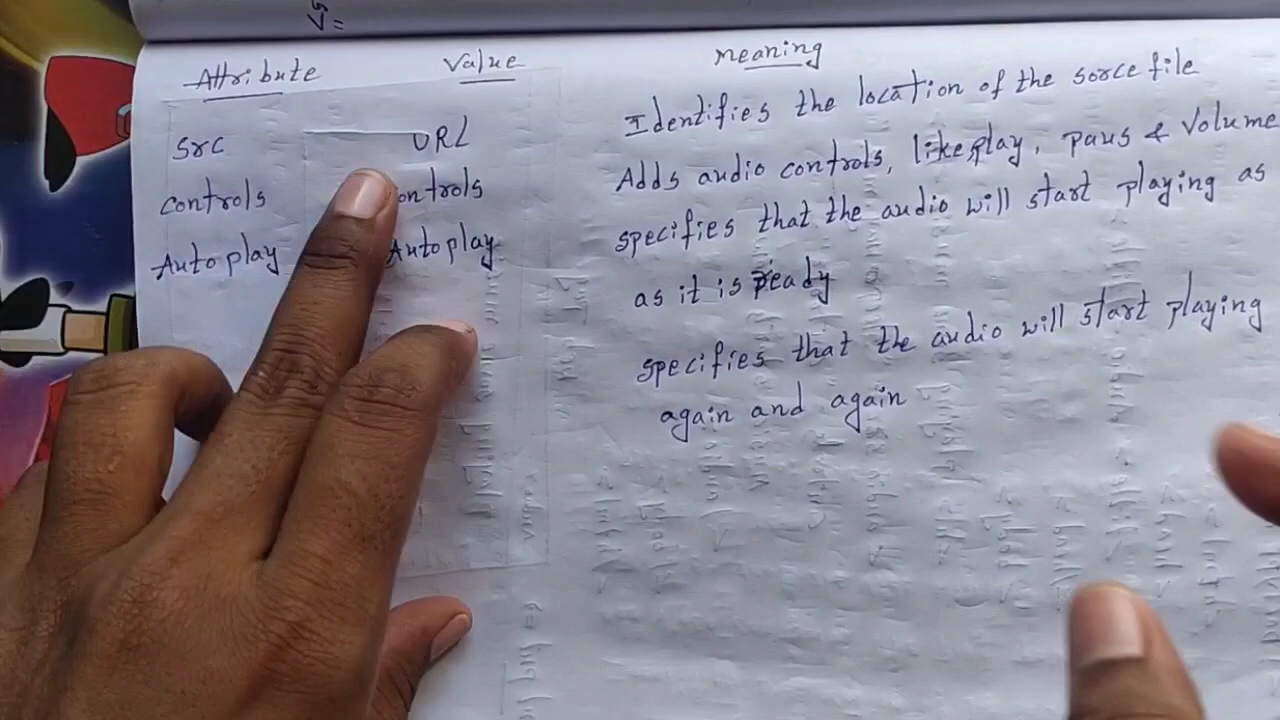 Attribute Value Meaning
src URL Identifies the location of the sorce file
controls ontrols Adds audio controls, like play, paus & Volume
Autoplay Autoplay specifies that the audio will start playing as
as it is ready
specifies that the audio will start playing
again and again